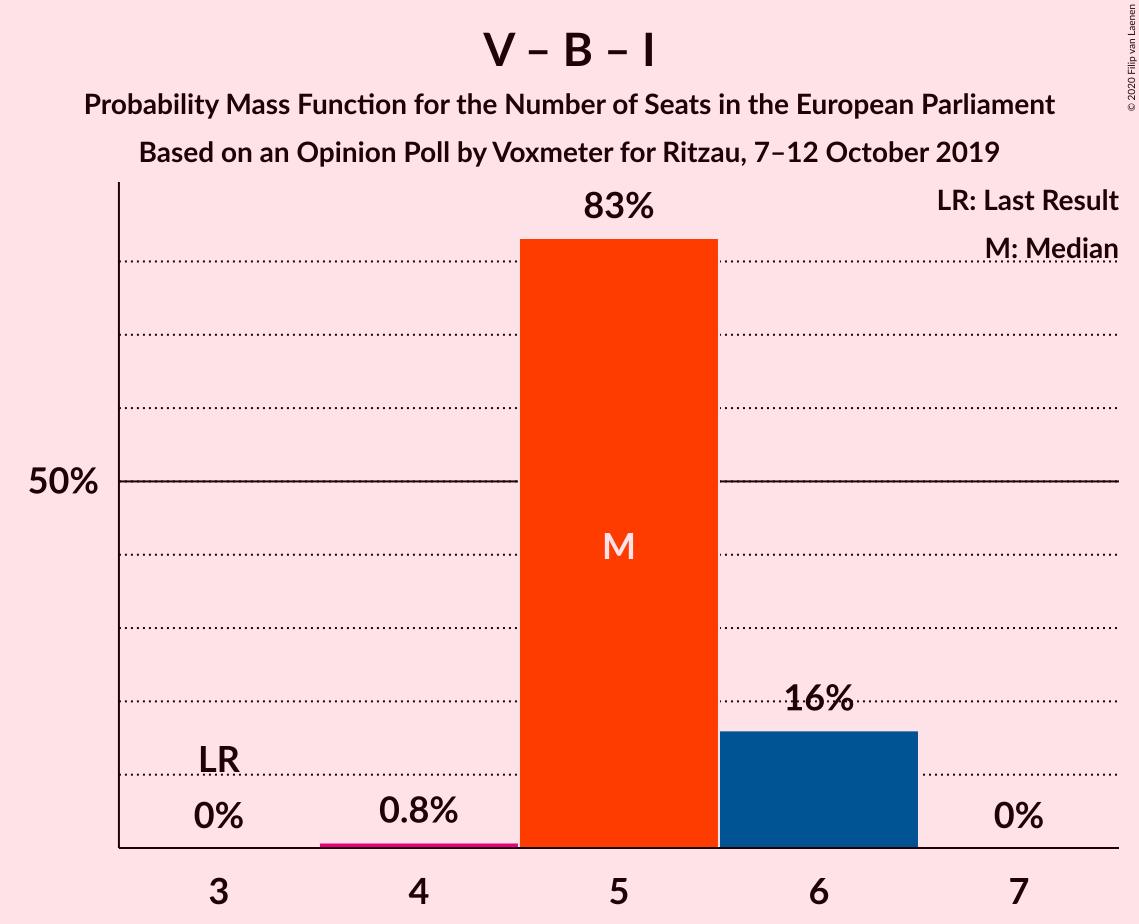 V – B – I
Probability Mass Function for the Number of Seats in the European Parliament
Based on an Opinion Poll by Voxmeter for Ritzau, 7–12 October 2019
© 2020 Filip van Laenen
LR: Last Result
M: Median
83%
50%
M
16%
LR
0%
0.8%
0%
3
4
5
6
7